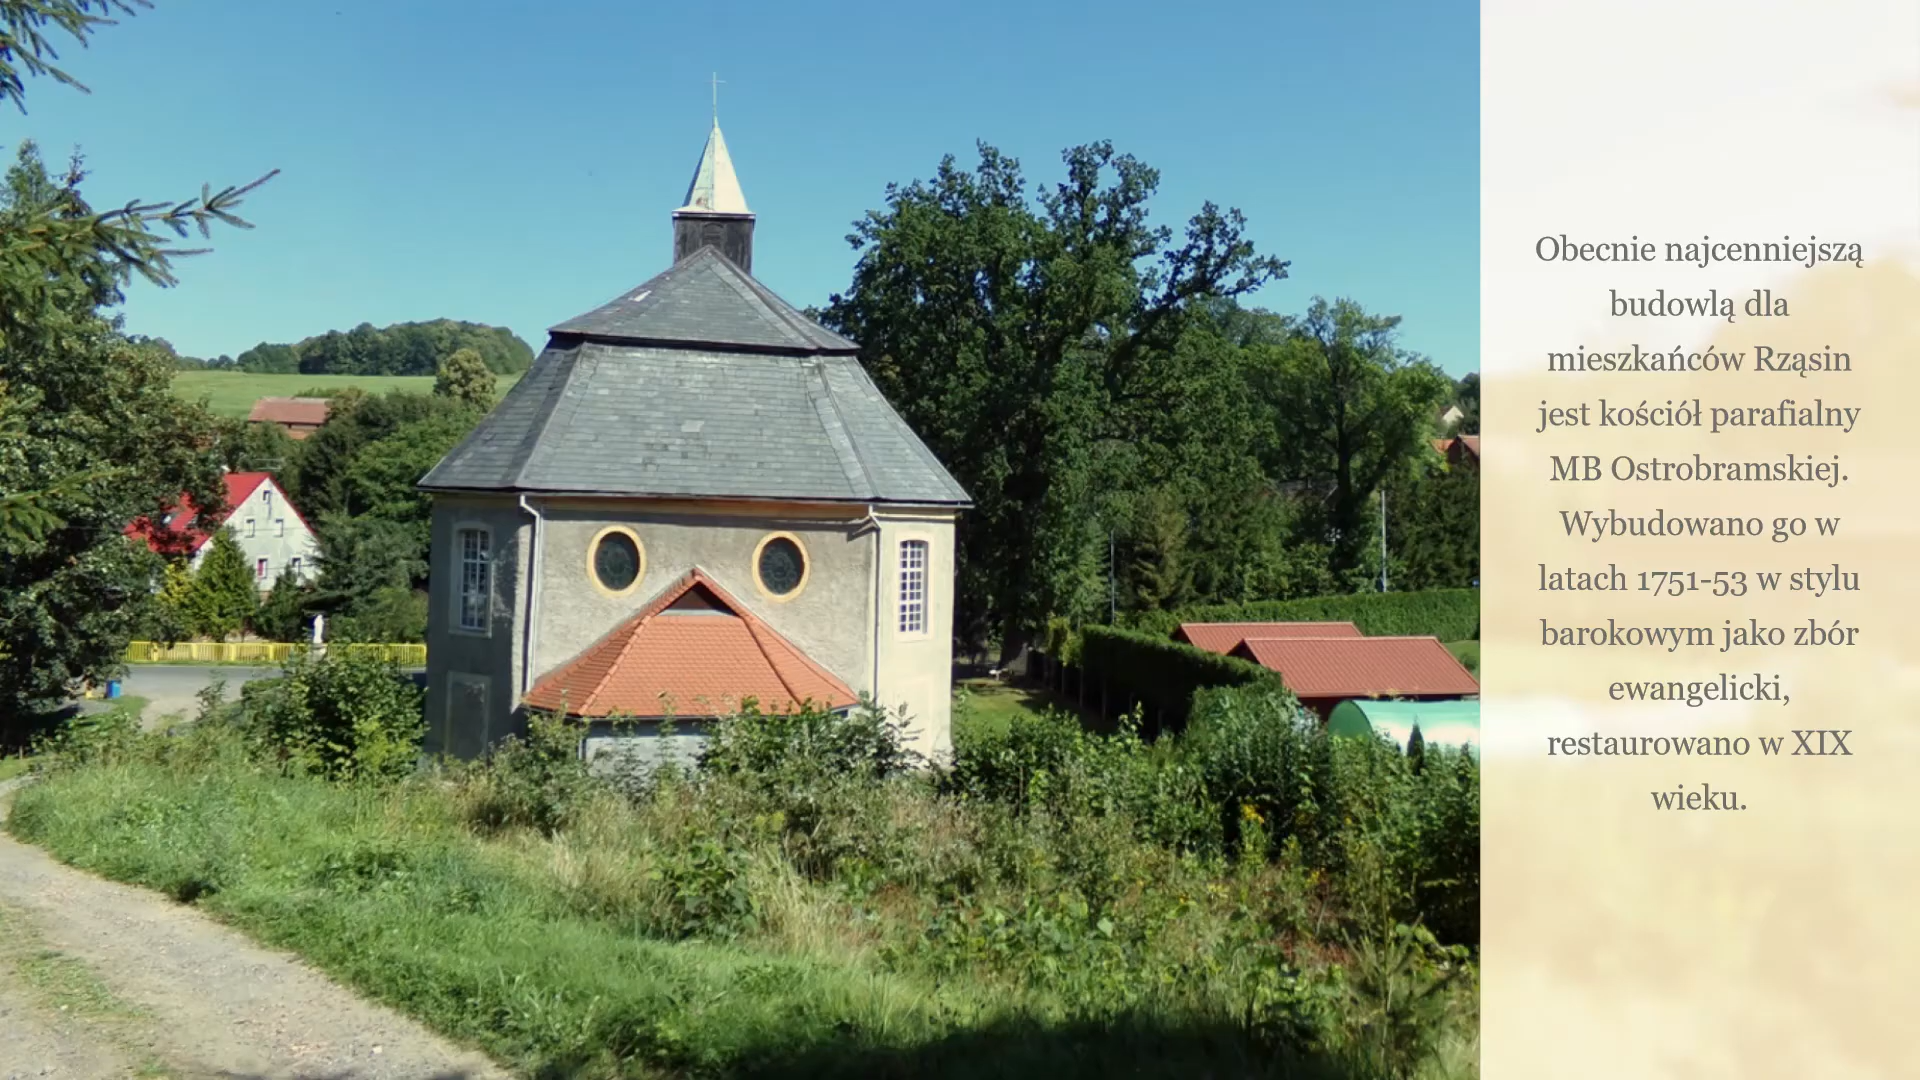 Obecnie najcenniejszą
budowlą dla
mieszkańców Rząsin
jest kościół parafialny
MB Ostrobramskiej.
Wybudowano go w
latach 1751-53 w stylu
barokowym jako zbór
ewangelicki,
restaurowano w XIX
wieku.